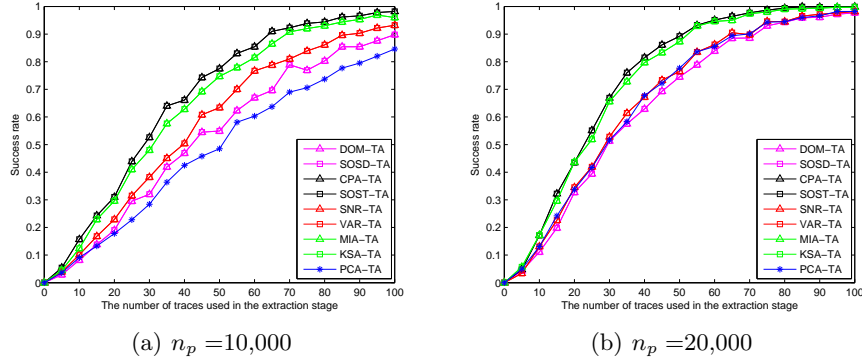 1
0.9
0.8
0.7
0.6
0.5
0.4
0.3
0.2
0.1
0
Success rate
0 10 20 30 40 50 60 70 80 90 100
The number of traces used in the extraction stage
DOM−TA
SOSD−TA
CPA−TA
SOST−TA
SNR−TA
VAR−TA
MIA−TA
KSA−TA
PCA−TA
(a) n_p =10,000
1
0.9
0.8
0.7
0.6
0.5
0.4
0.3
0.2
0.1
0
Success rate
0 10 20 30 40 50 60 70 80 90 100
The number of traces used in the extraction stage
DOM−TA
SOSD−TA
CPA−TA
SOST−TA
SNR−TA
VAR−TA
MIA−TA
KSA−TA
PCA−TA
(b) n_p =20,000